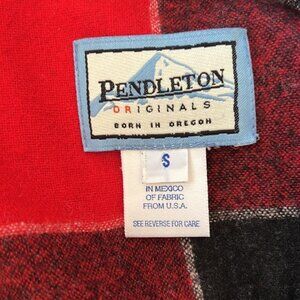 PENDLETON
ORIGINALS
BORN IN OREGON
S
IN MEXICO
OF FABRIC
FROM U.S.A.
SEE REVERSE FOR CARE